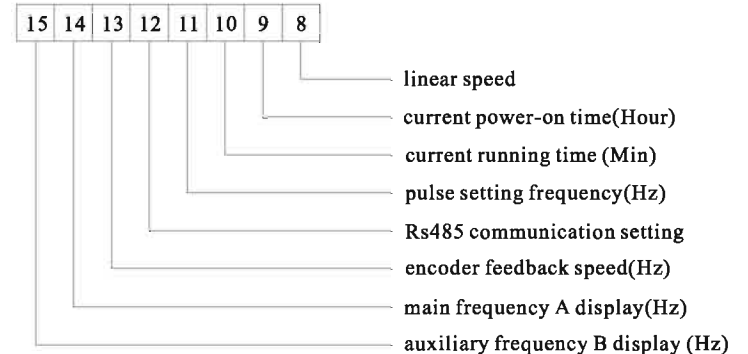 15 14 13 12 11 10 9 8
linear speed
current power-on time(Hour)
current running time (Min)
pulse setting frequency(Hz)
Rs485 communication setting
encoder feedback speed(Hz)
main frequency A display(Hz)
auxiliary frequency B display (Hz)